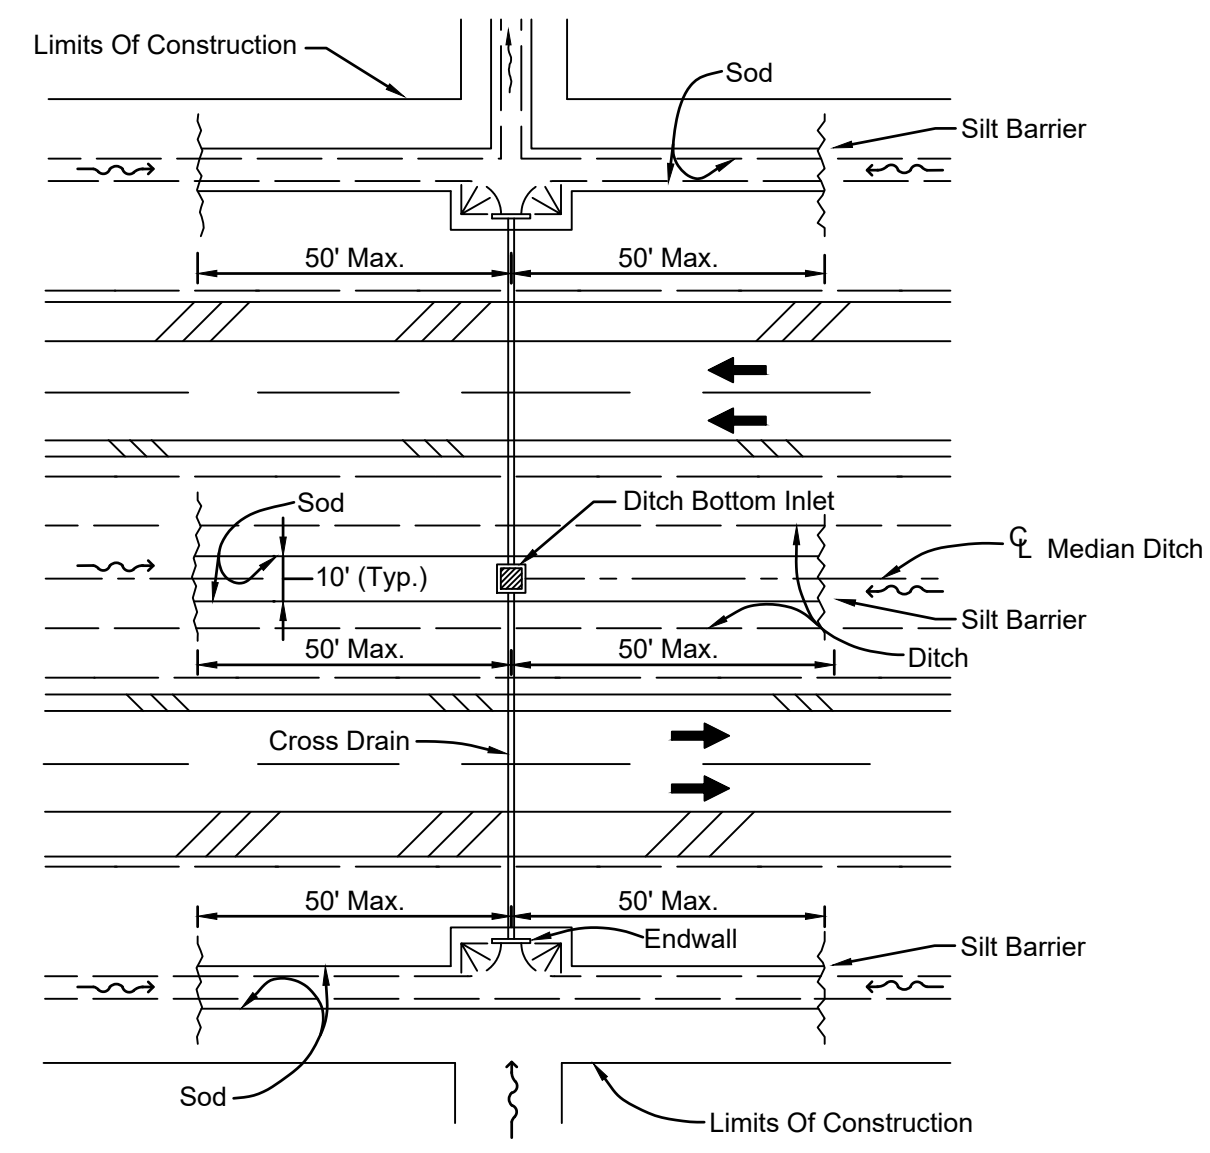 Limits Of Construction
Sod
Silt Barrier
50' Max.
50' Max.
Sod
Ditch Bottom Inlet
℄ Median Ditch
10' (Typ.)
Silt Barrier
50' Max.
50' Max.
Ditch
Cross Drain
50' Max.
50' Max.
Endwall
Silt Barrier
Sod
Limits Of Construction